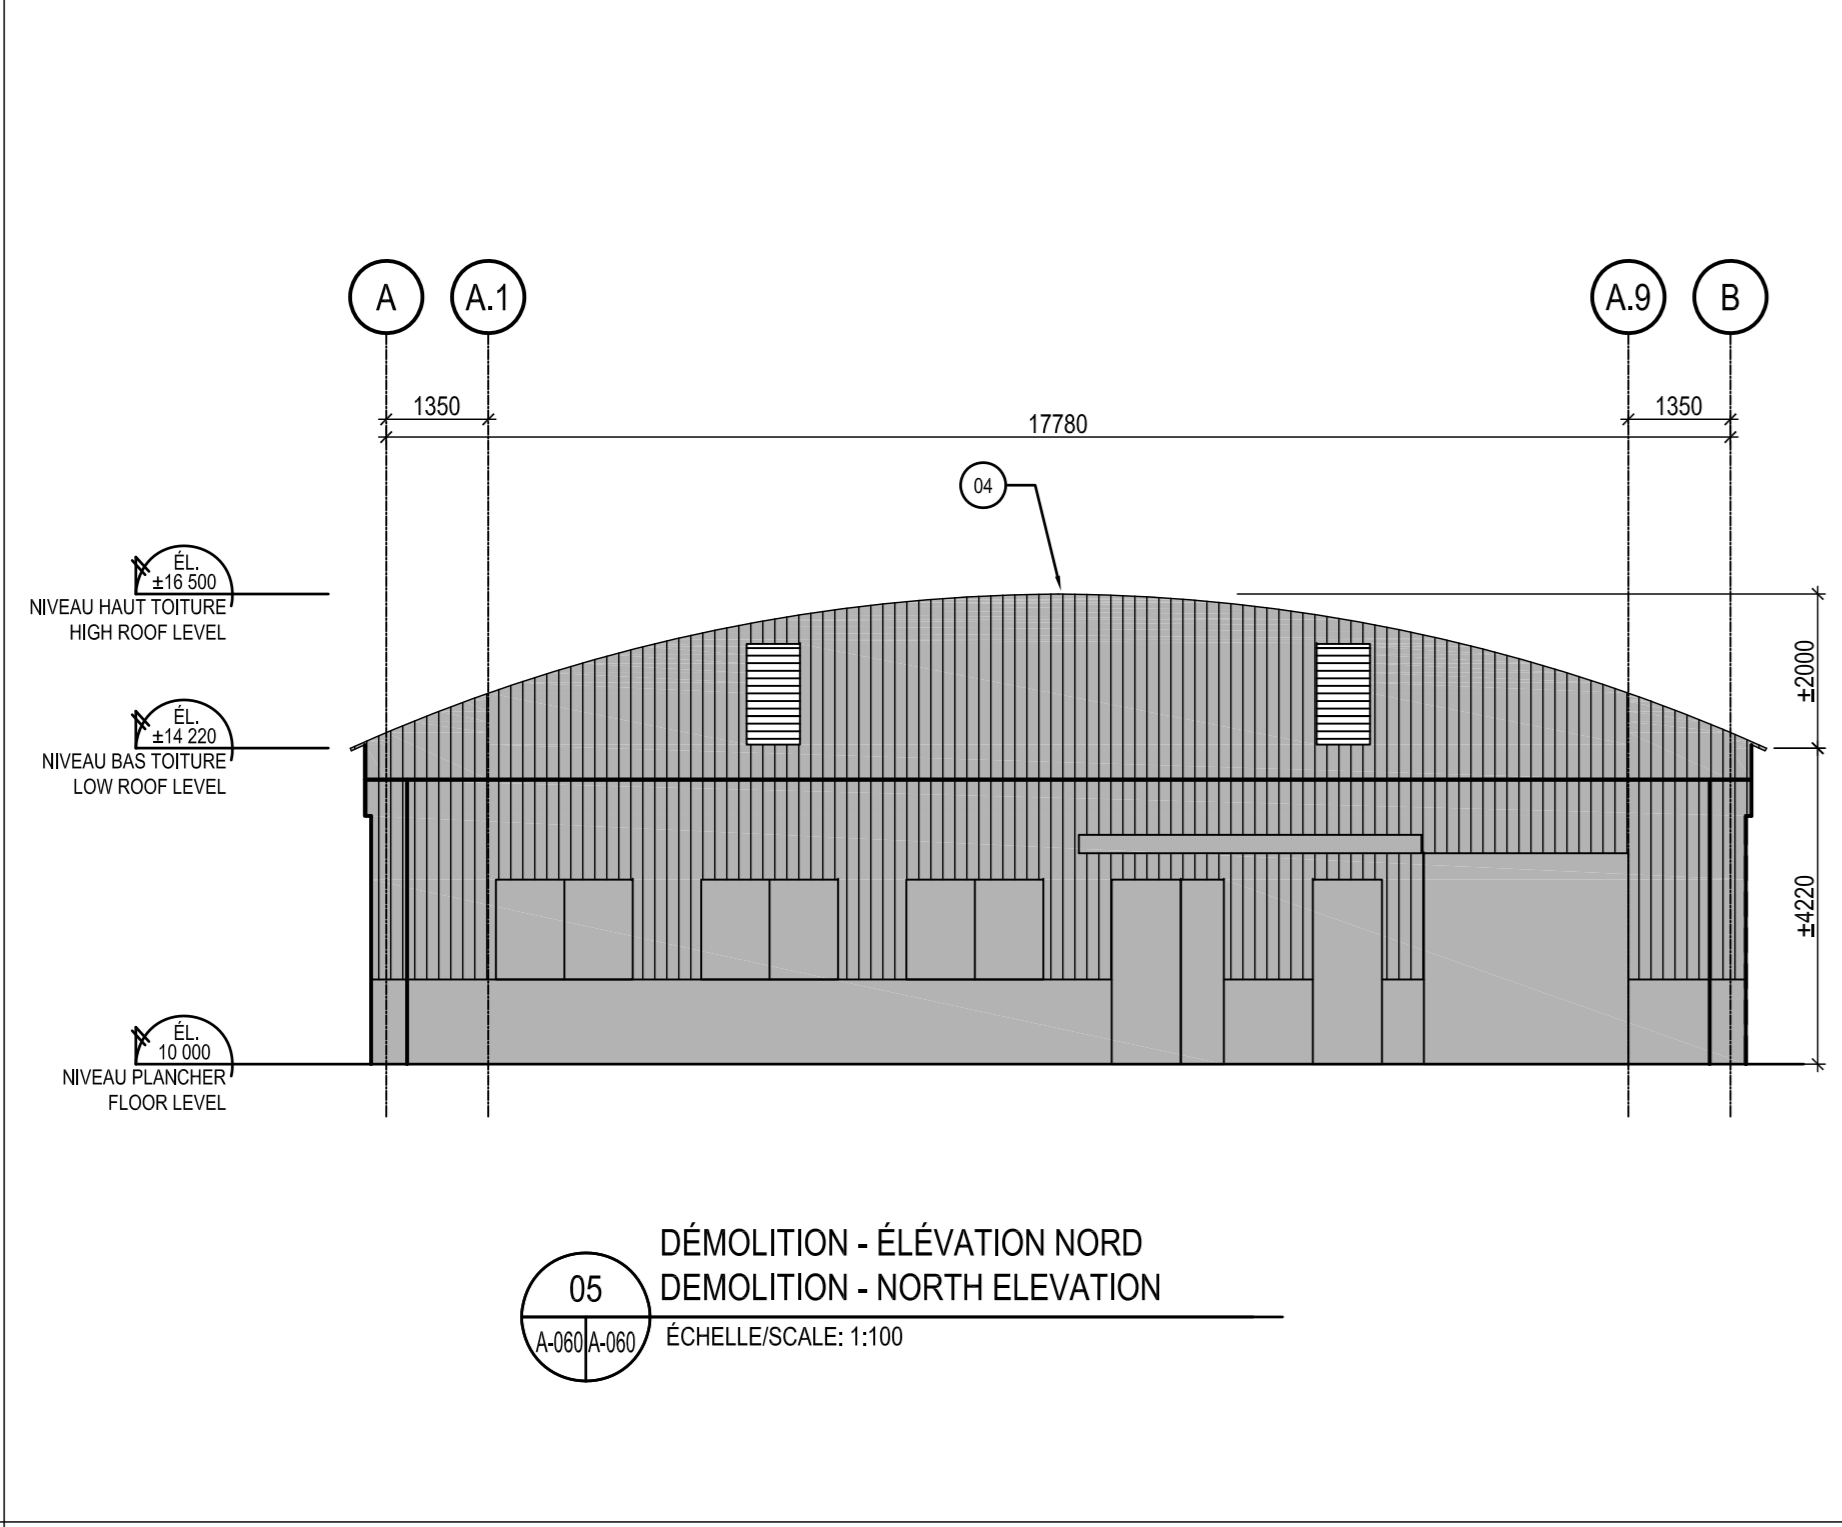 A
A.1
A.9
B
1350
1350
17780
04
ÉL.
±16 500
NIVEAU HAUT TOITURE
HIGH ROOF LEVEL
±2000
ÉL.
±14 220
NIVEAU BAS TOITURE
LOW ROOF LEVEL
±4220
ÉL.
10 000
NIVEAU PLANCHER
FLOOR LEVEL
DÉMOLITION - ÉLÉVATION NORD
05
DEMOLITION - NORTH ELEVATION
A-060
A-060
ÉCHELLE/SCALE: 1:100